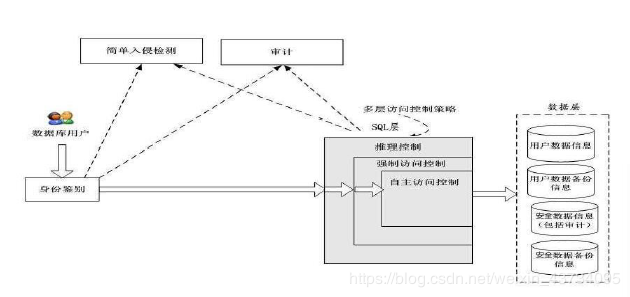 简单入侵检测
审计
多层访问控制策略
SQL层
数据层
数据库用户
推理控制
强制访问控制
自主访问控制
身份鉴别
用户数据信息
用户数据备份
信息
安全数据信息
(包括审计)
安全数据备份
信息